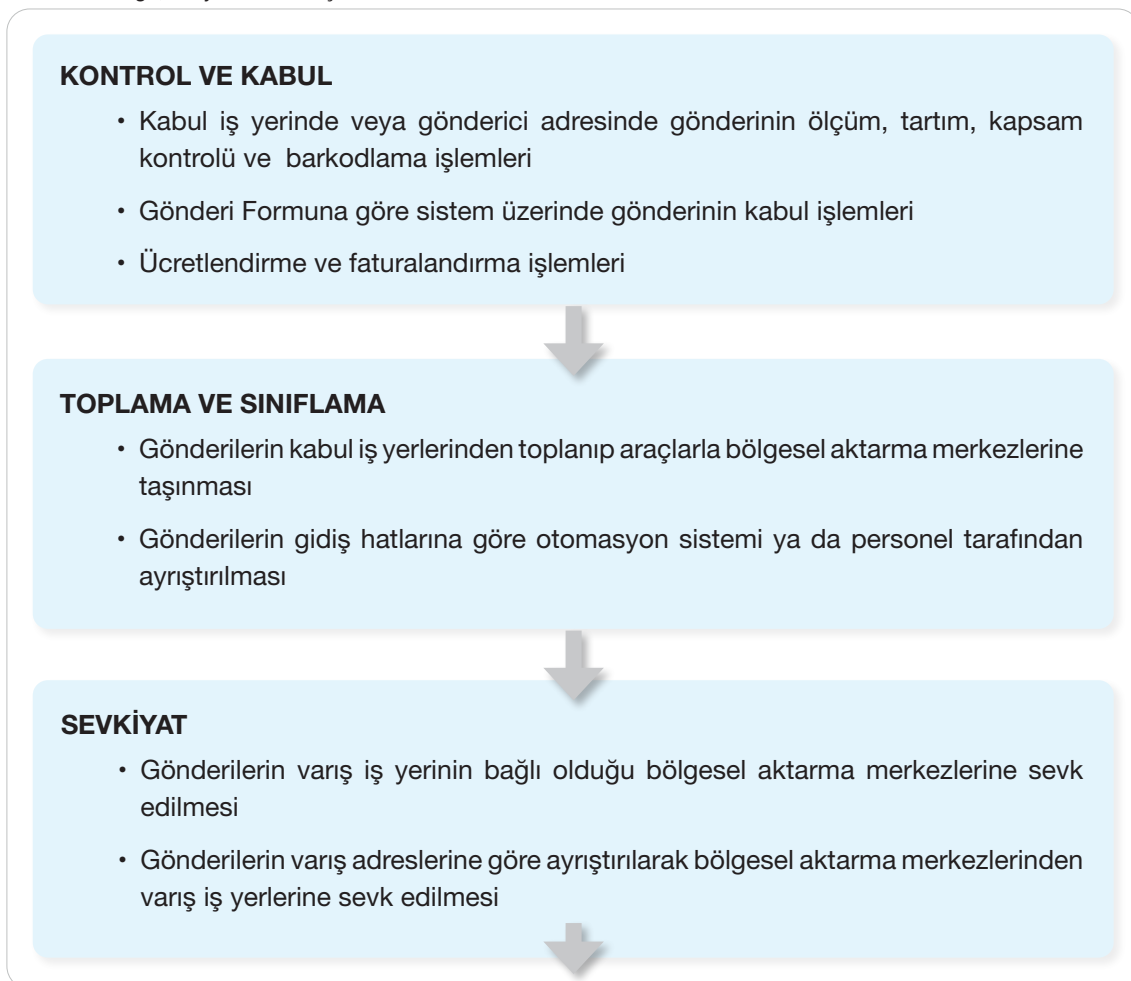 KONTROL VE KABUL
• Kabul iş yerinde veya gönderici adresinde gönderinin ölçüm, tartım, kapsam
kontrolü ve barkodlama işlemleri
• Gönderi Formuna göre sistem üzerinde gönderinin kabul işlemleri
• Ücretlendirme ve faturalandırma işlemleri
TOPLAMA VE SINIFLAMA
• Gönderilerin kabul iş yerlerinden toplanıp araçlarla bölgesel aktarma merkezlerine
taşınması
• Gönderilerin gidiş hatlarına göre otomasyon sistemi ya da personel tarafından
ayrıştırılması
SEVKİYAT
• Gönderilerin varış iş yerinin bağlı olduğu bölgesel aktarma merkezlerine sevk
edilmesi
• Gönderilerin varış adreslerine göre ayrıştırılarak bölgesel aktarma merkezlerinden
varış iş yerlerine sevk edilmesi